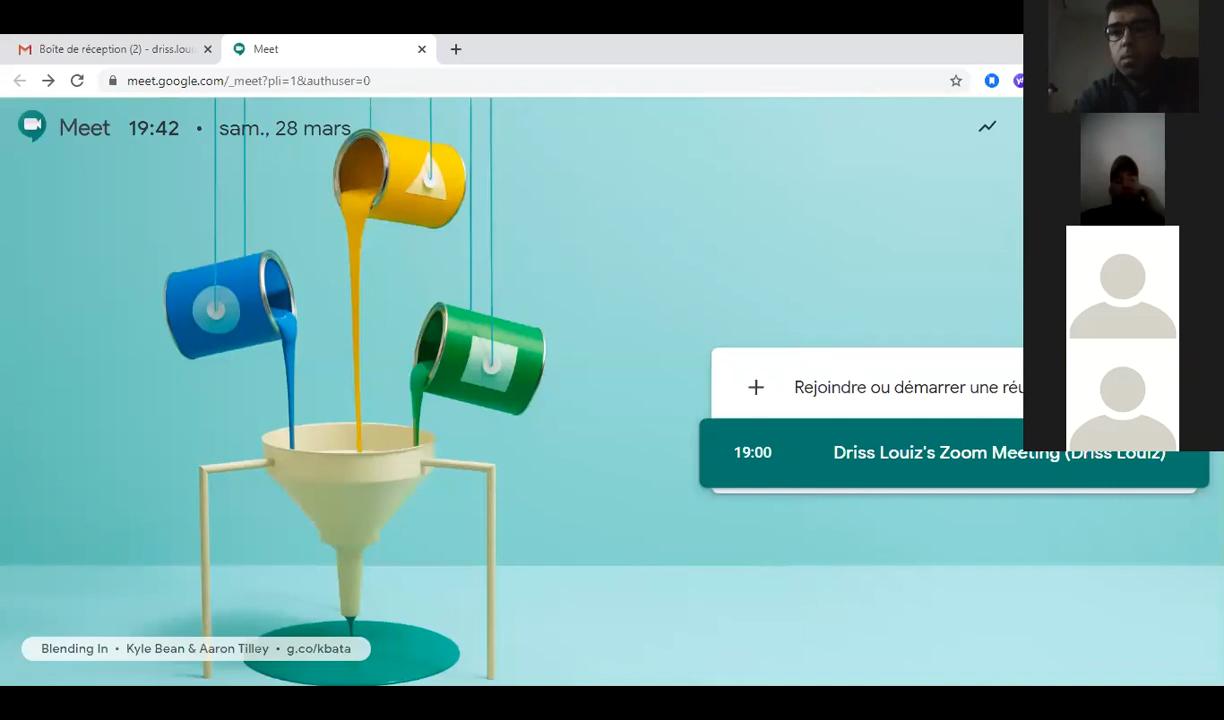 Boîte de réception (2) - driss.lou
Meet
meet.google.com/_meet?pli=1&authuser=0
Meet 19:42 • sam., 28 mars
Rejoindre ou démarrer une réu
19:00 Driss Louiz's Zoom Meeting (Driss Louiz)
Blending In • Kyle Bean & Aaron Tilley • g.co/kbata